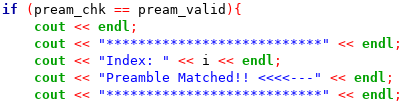 if (pream_chk == pream_valid){
    cout << endl;
    cout << "***************************" << endl;
    cout << "Index: " << i << endl;
    cout << "Preamble Matched!! <<<<---" << endl;
    cout << "***************************" << endl;